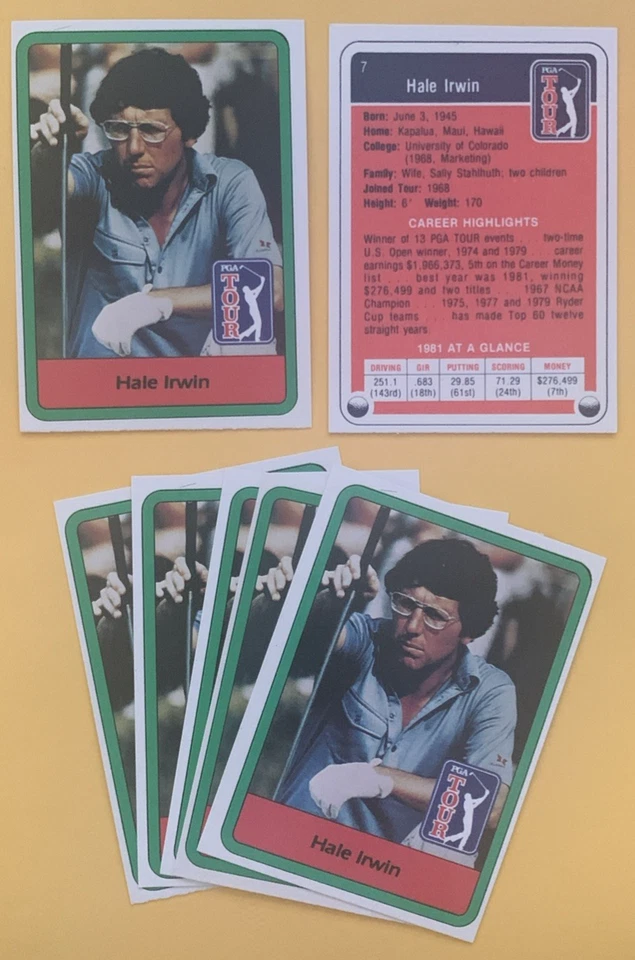 PGA
TOUR
Hale Irwin
7
Hale Irwin
PGA
TOUR
Born: June 3, 1945
Home: Kapalua, Maui, Hawaii
College: University of Colorado
(1968, Marketing)
Family: Wife, Sally Stahlhuth; two children
Joined Tour: 1968
Height: 6' Weight: 170
CAREER HIGHLIGHTS
Winner of 13 PGA TOUR events . . . two-time
U.S. Open winner, 1974 and 1979 . . . career
earnings $1,966,373, 5th on the Career Money
list . . . best year was 1981, winning
$276,499 and two titles . . . 1967 NCAA
Champion . . . 1975, 1977 and 1979 Ryder
Cup teams . . . has made Top 60 twelve
straight years.
1981 AT A GLANCE
DRIVING GIR PUTTING SCORING MONEY
251.1 .683 29.85 71.29 $276,499
(143rd) (18th) (61st) (24th) (7th)
PGA
TOUR
Hale Irwin